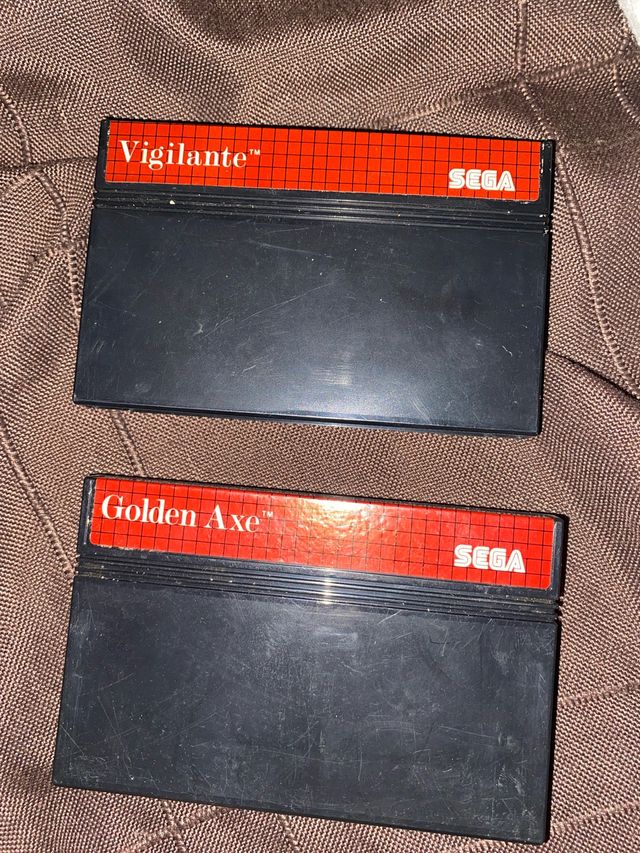 Vigilante™
SEGA
Golden Axe™
SEGA